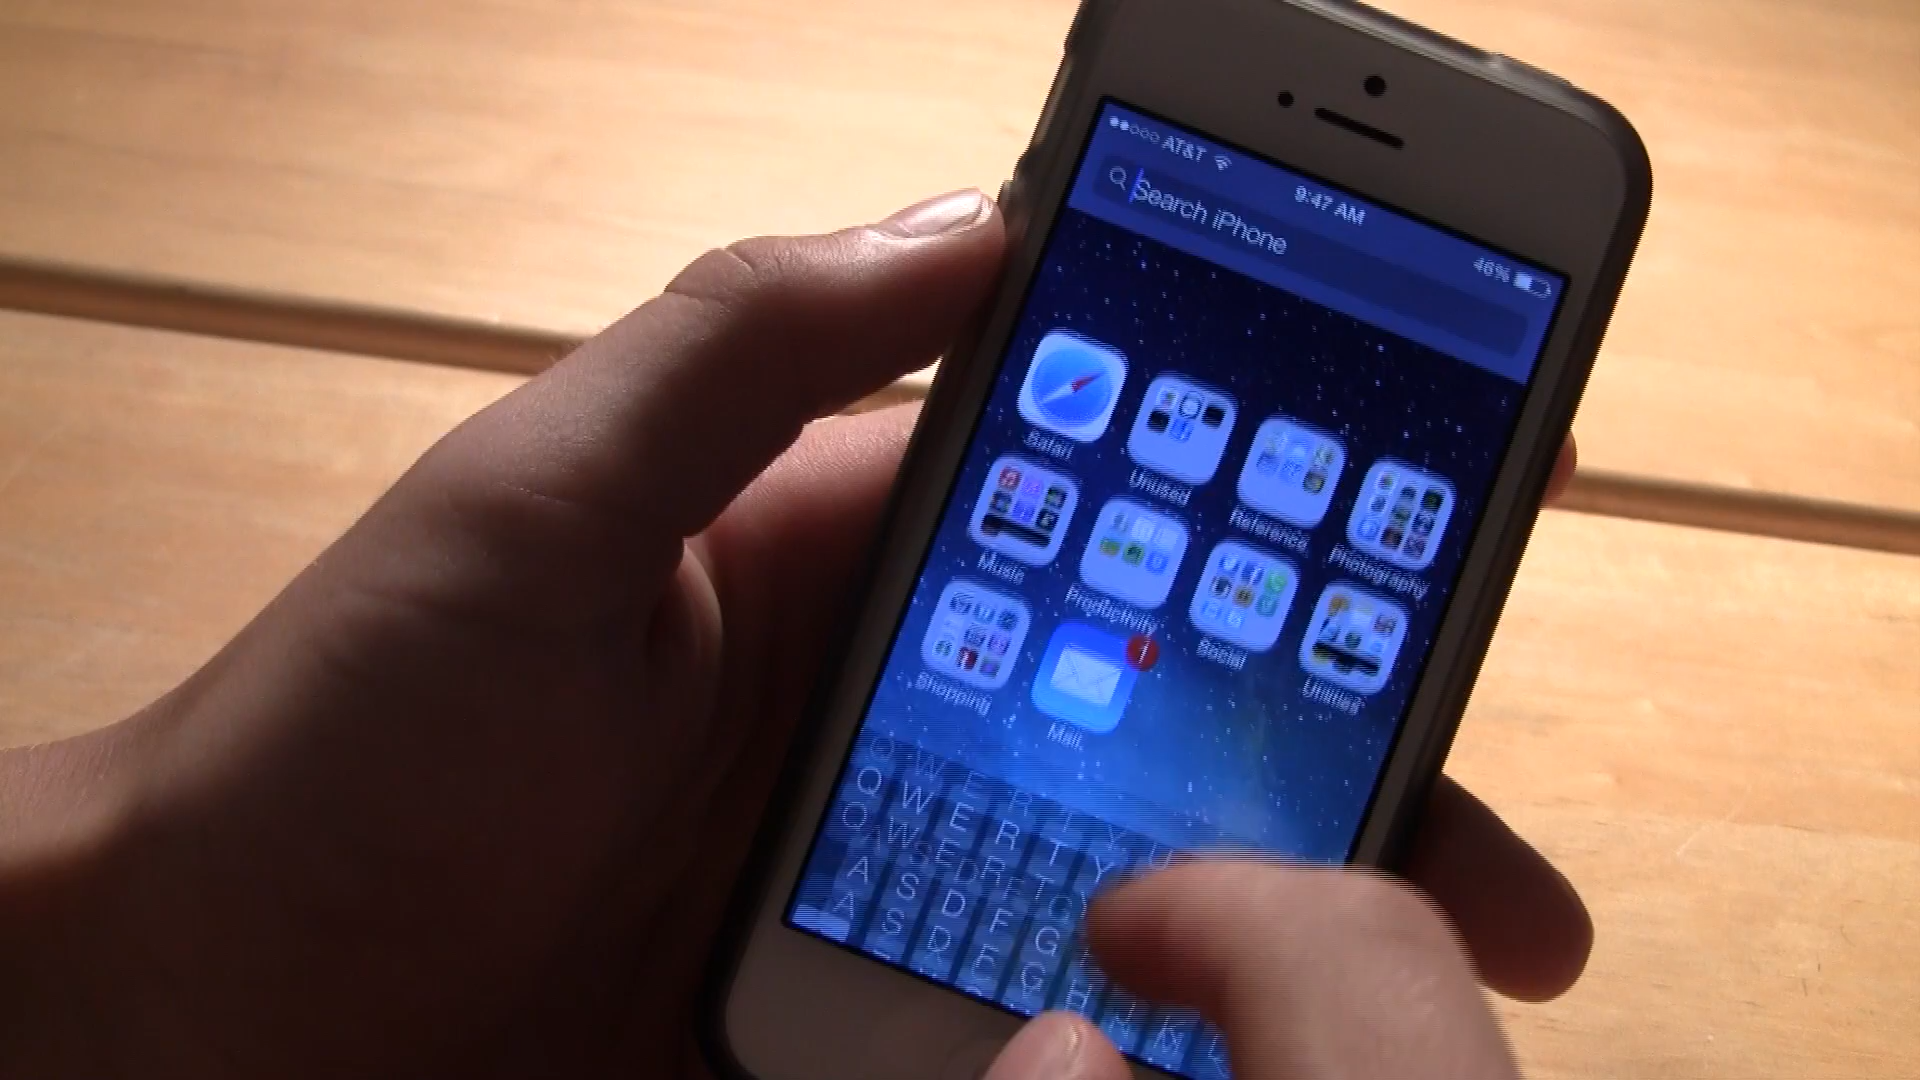 AT&T
9:47 AM
46%
Search iPhone
Safari
Unused
Reference
Photography
Music
Productivity
Social
Utilities
Shopping
1
Mail
Q W E R T Y U
A S D F G H